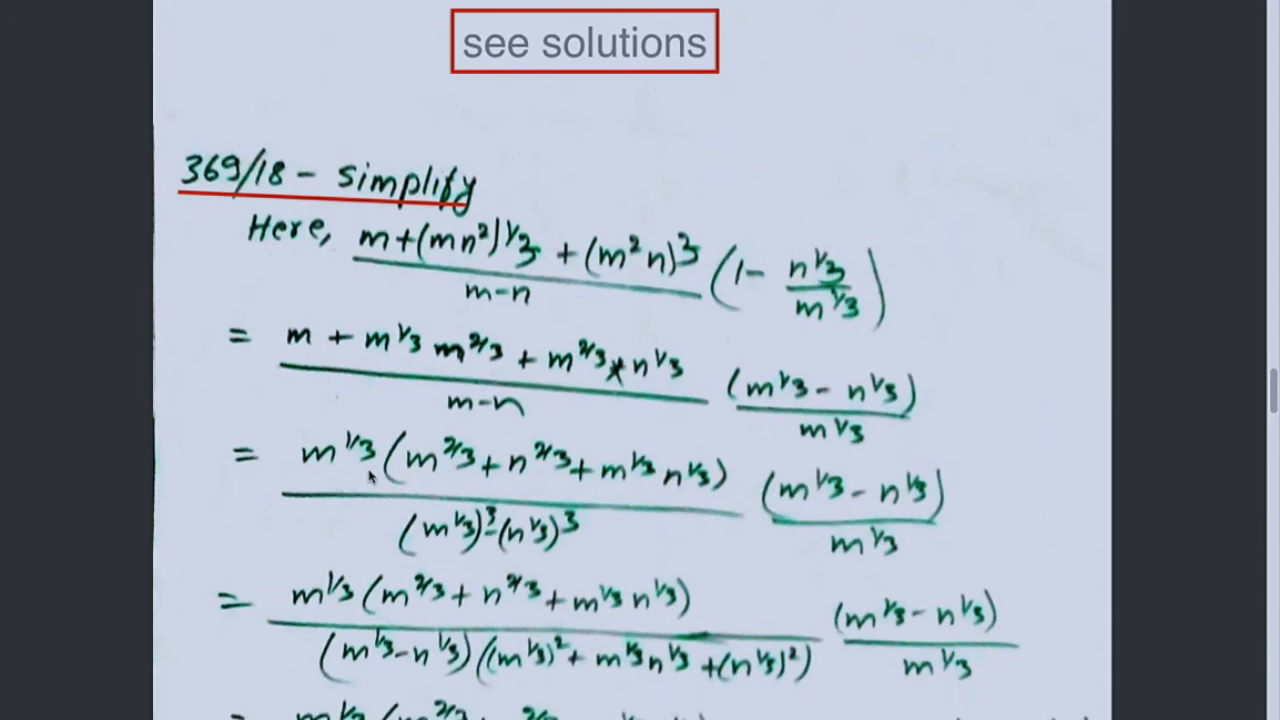 see solutions
369/18 - simplify
Here, m+(mn²)^1/3 + (m²n)^3 / m-n (1 - n^1/3 / m^1/3)
= m + m^1/3 m^2/3 + m^2/3 * n^1/3 / m-n (m^1/3 - n^1/3) / m^1/3
= m^1/3 (m^2/3 + n^2/3 + m^1/3 n^1/3) / (m^1/3)^3 - (n^1/3)^3 (m^1/3 - n^1/3) / m^1/3
= m^1/3 (m^2/3 + n^2/3 + m^1/3 n^1/3) / (m^1/3 - n^1/3) ((m^1/3)² + m^1/3 n^1/3 + (n^1/3)²) (m^1/3 - n^1/3) / m^1/3